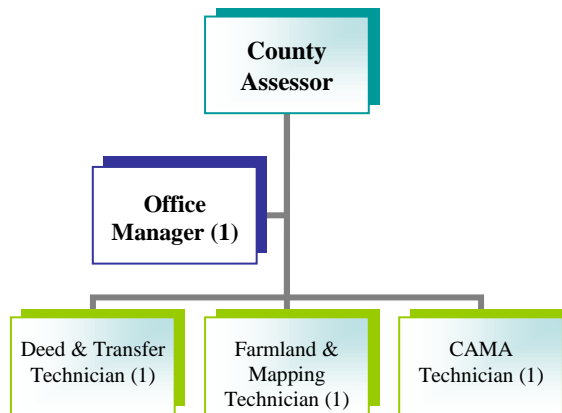 County
Assessor
Office
Manager (1)
Deed & Transfer
Technician (1)
Farmland &
Mapping
Technician (1)
CAMA
Technician (1)